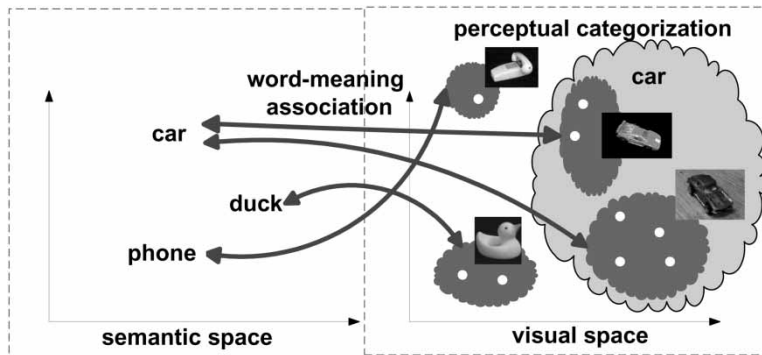 perceptual categorization
word-meaning
association
car
car
duck
phone
semantic space
visual space